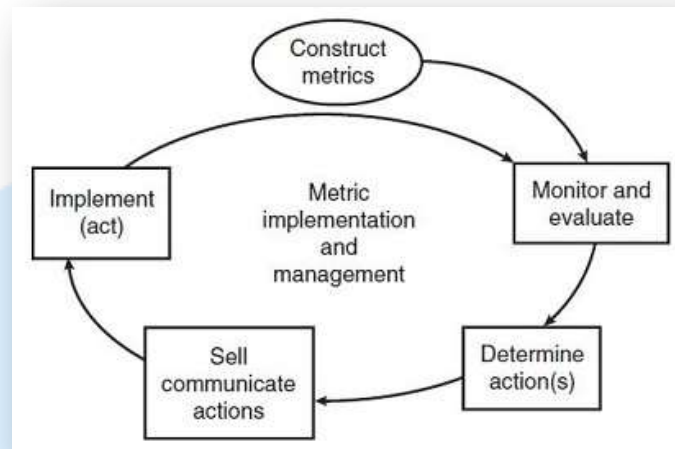 Construct
metrics
Implement
(act)
Metric
implementation
and
management
Monitor and
evaluate
Sell
communicate
actions
Determine
action(s)